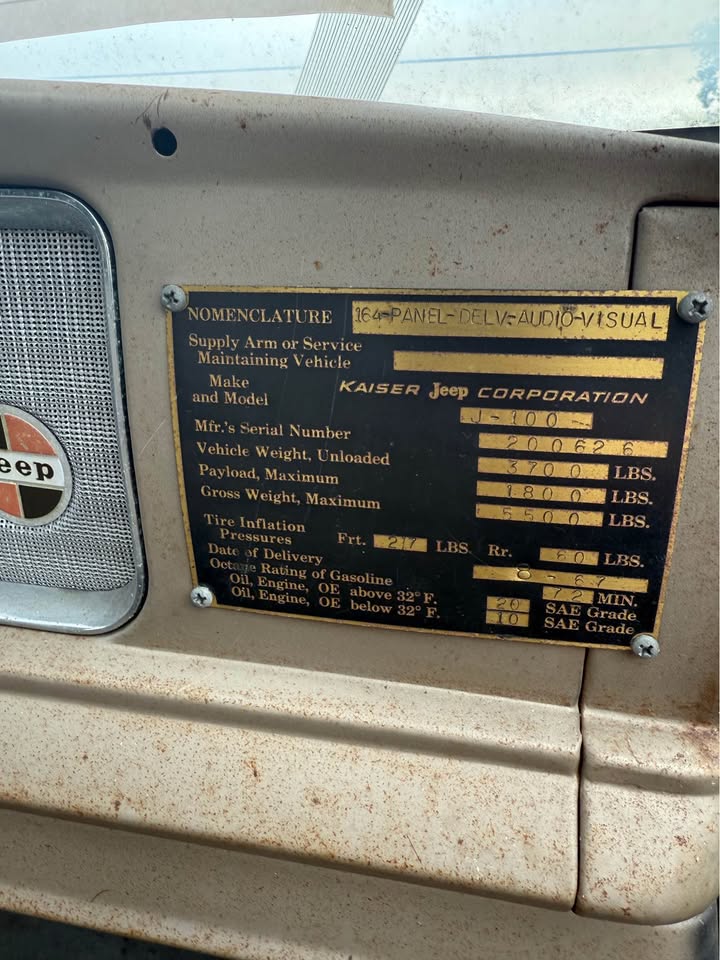 NOMENCLATURE 164-PANEL-DELV-AUDIO-VISUAL
Supply Arm or Service
Maintaining Vehicle
Make
and Model KAISER Jeep CORPORATION
J-100-
Mfr.'s Serial Number 200626
Vehicle Weight, Unloaded 3700 LBS.
Payload, Maximum 1800 LBS.
Gross Weight, Maximum 5500 LBS.
Tire Inflation
Pressures Frt. 27 LBS. Rr. 60 LBS.
Date of Delivery 8-67
Octane Rating of Gasoline 72 MIN.
Oil, Engine, OE above 32°F. 20 SAE Grade
Oil, Engine, OE below 32°F. 10 SAE Grade
eep